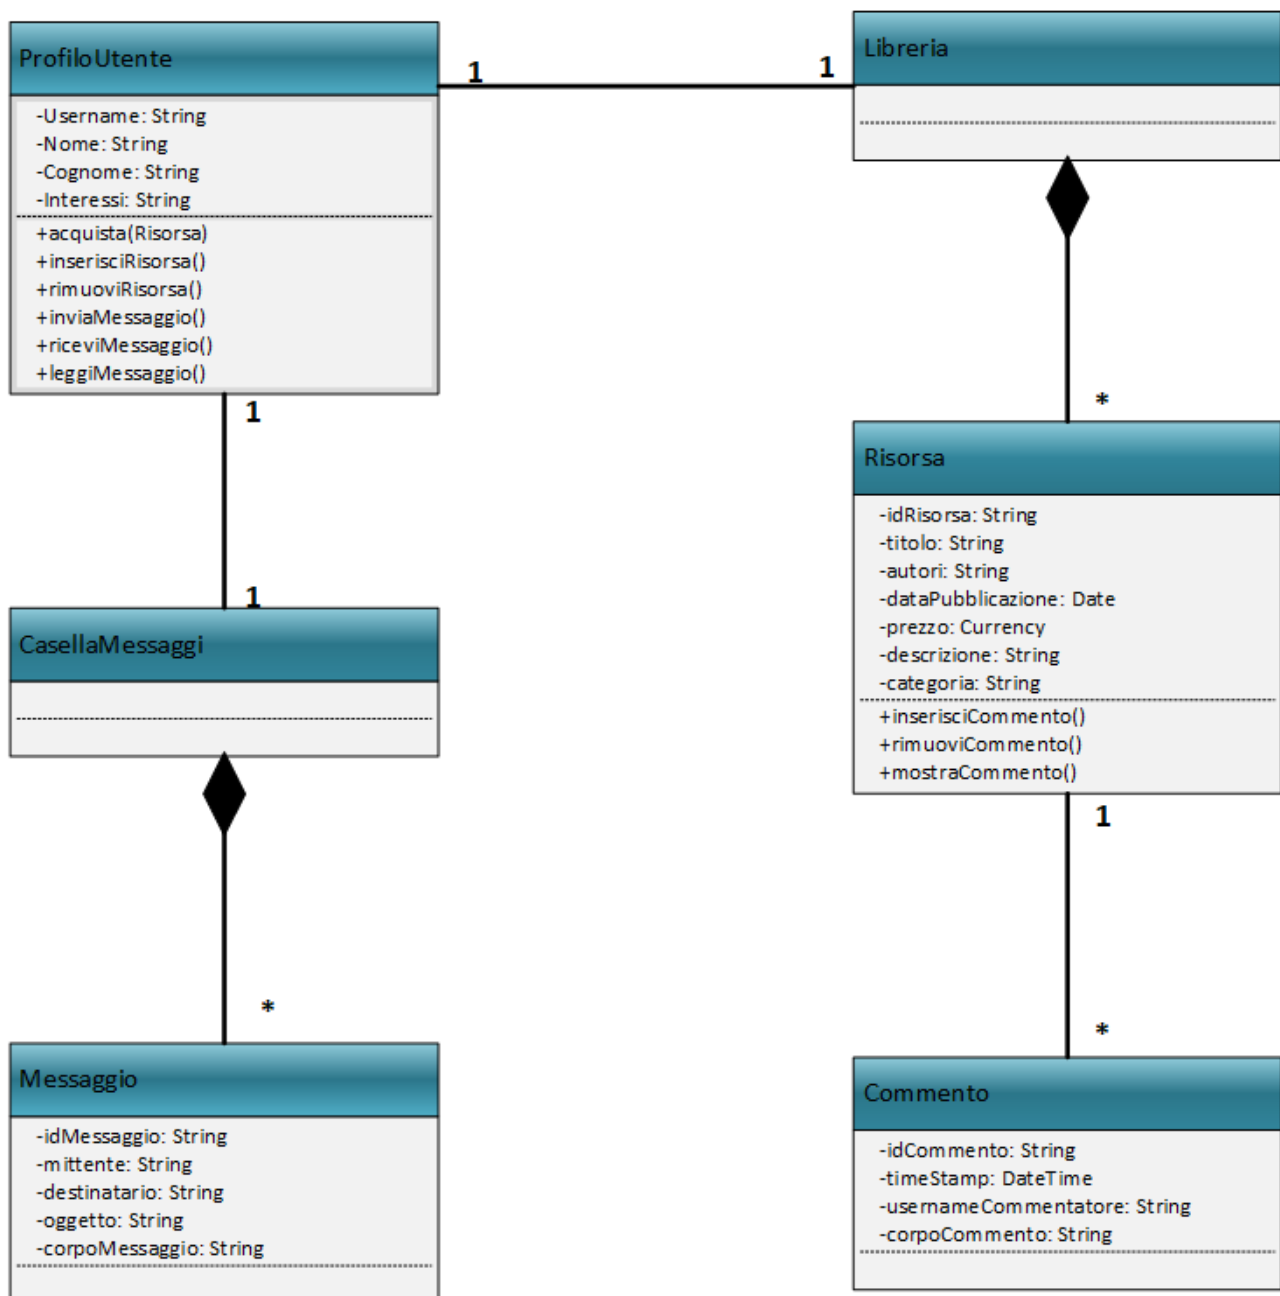 ProfiloUtente
-Username: String
-Nome: String
-Cognome: String
-Interessi: String
+acquista(Risorsa)
+inserisciRisorsa()
+rimuoviRisorsa()
+inviaMessaggio()
+riceviMessaggio()
+leggiMessaggio()
1
1
Libreria
*
1
1
CasellaMessaggi
*
Risorsa
-idRisorsa: String
-titolo: String
-autori: String
-dataPubblicazione: Date
-prezzo: Currency
-descrizione: String
-categoria: String
+inserisciCommento()
+rimuoviCommento()
+mostraCommento()
1
*
Messaggio
-idMessaggio: String
-mittente: String
-destinatario: String
-oggetto: String
-corpoMessaggio: String
Commento
-idCommento: String
-timeStamp: DateTime
-usernameCommentatore: String
-corpoCommento: String